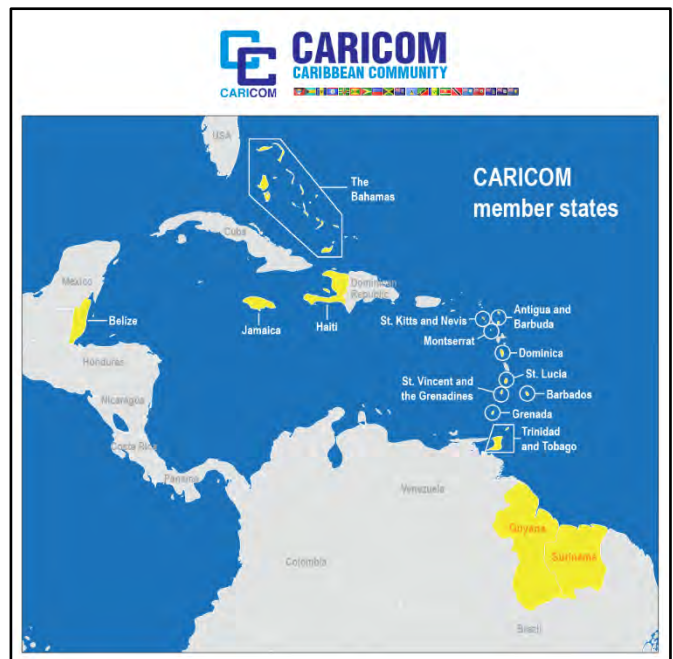 CARICOM
CARIBBEAN COMMUNITY
CARICOM
USA
The
Bahamas
CARICOM
member states
Cuba
Mexico
Dominican
Republic
Belize
Jamaica
Haiti
St. Kitts and Nevis
Antigua and
Barbuda
Montserrat
Honduras
Dominica
Nicaragua
St. Lucia
St. Vincent and
the Grenadines
Barbados
Grenada
Costa Rica
Trinidad
and Tobago
Panama
Venezuela
Guyana
Suriname
Colombia
Brazil